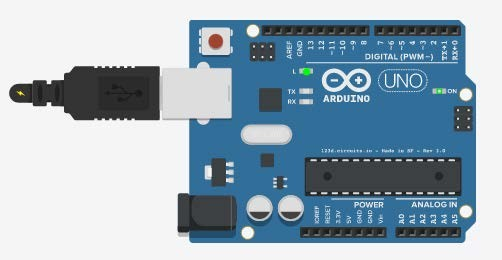 AREF
GND
13
12
~11
~10
~9
8
7
~6
~5
4
~3
2
TX→1
RX←0
DIGITAL (PWM~)
L
TX
RX
ARDUINO
UNO
ON
123d.circuits.io - Made in SF - Rev 1.0
POWER
ANALOG IN
IOREF
RESET
3.3V
5V
GND
GND
Vin
A0
A1
A2
A3
A4
A5